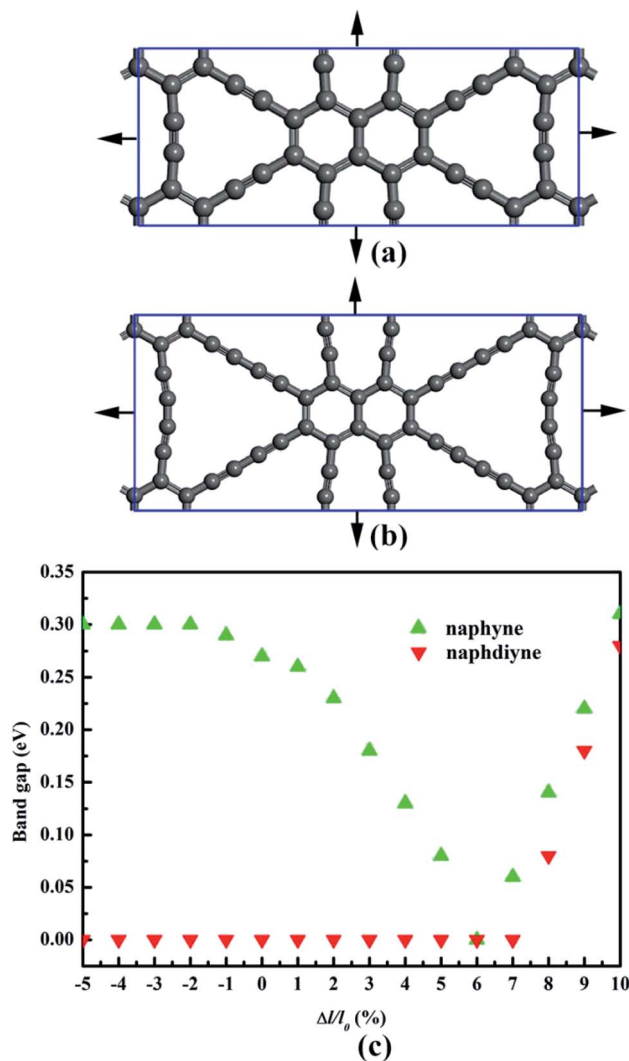 (a)
(b)
0.35
0.30
0.25
0.20
0.15
0.10
0.05
0.00
Band gap (eV)
naphyne
naphdiyne
-5 -4 -3 -2 -1 0 1 2 3 4 5 6 7 8 9 10
Δl/l₀ (%)
(c)